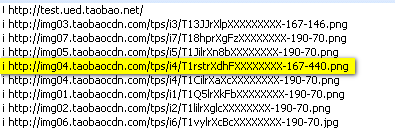 I http://test.ued.taobao.net/
i http://img03.taobaocdn.com/tps/i3/T13JJrXlpXXXXXXXXX-167-146.png
i http://img02.taobaocdn.com/tps/i7/T18hprXgFzXXXXXXXX-190-70.png
i http://img05.taobaocdn.com/tps/i5/T1JilrXn8bXXXXXXXX-190-70.png
i http://img04.taobaocdn.com/tps/i4/T1rstrXdhFXXXXXXXX-167-440.png
i http://img04.taobaocdn.com/tps/i4/T1CilrXaXcXXXXXXXX-190-70.png
i http://img01.taobaocdn.com/tps/i1/T1Q5lrXkFbXXXXXXXX-190-70.png
i http://img02.taobaocdn.com/tps/i2/T1lilrXglcXXXXXXXX-190-70.png
i http://img06.taobaocdn.com/tps/i6/T1vylrXcBcXXXXXXXX-190-70.jpg